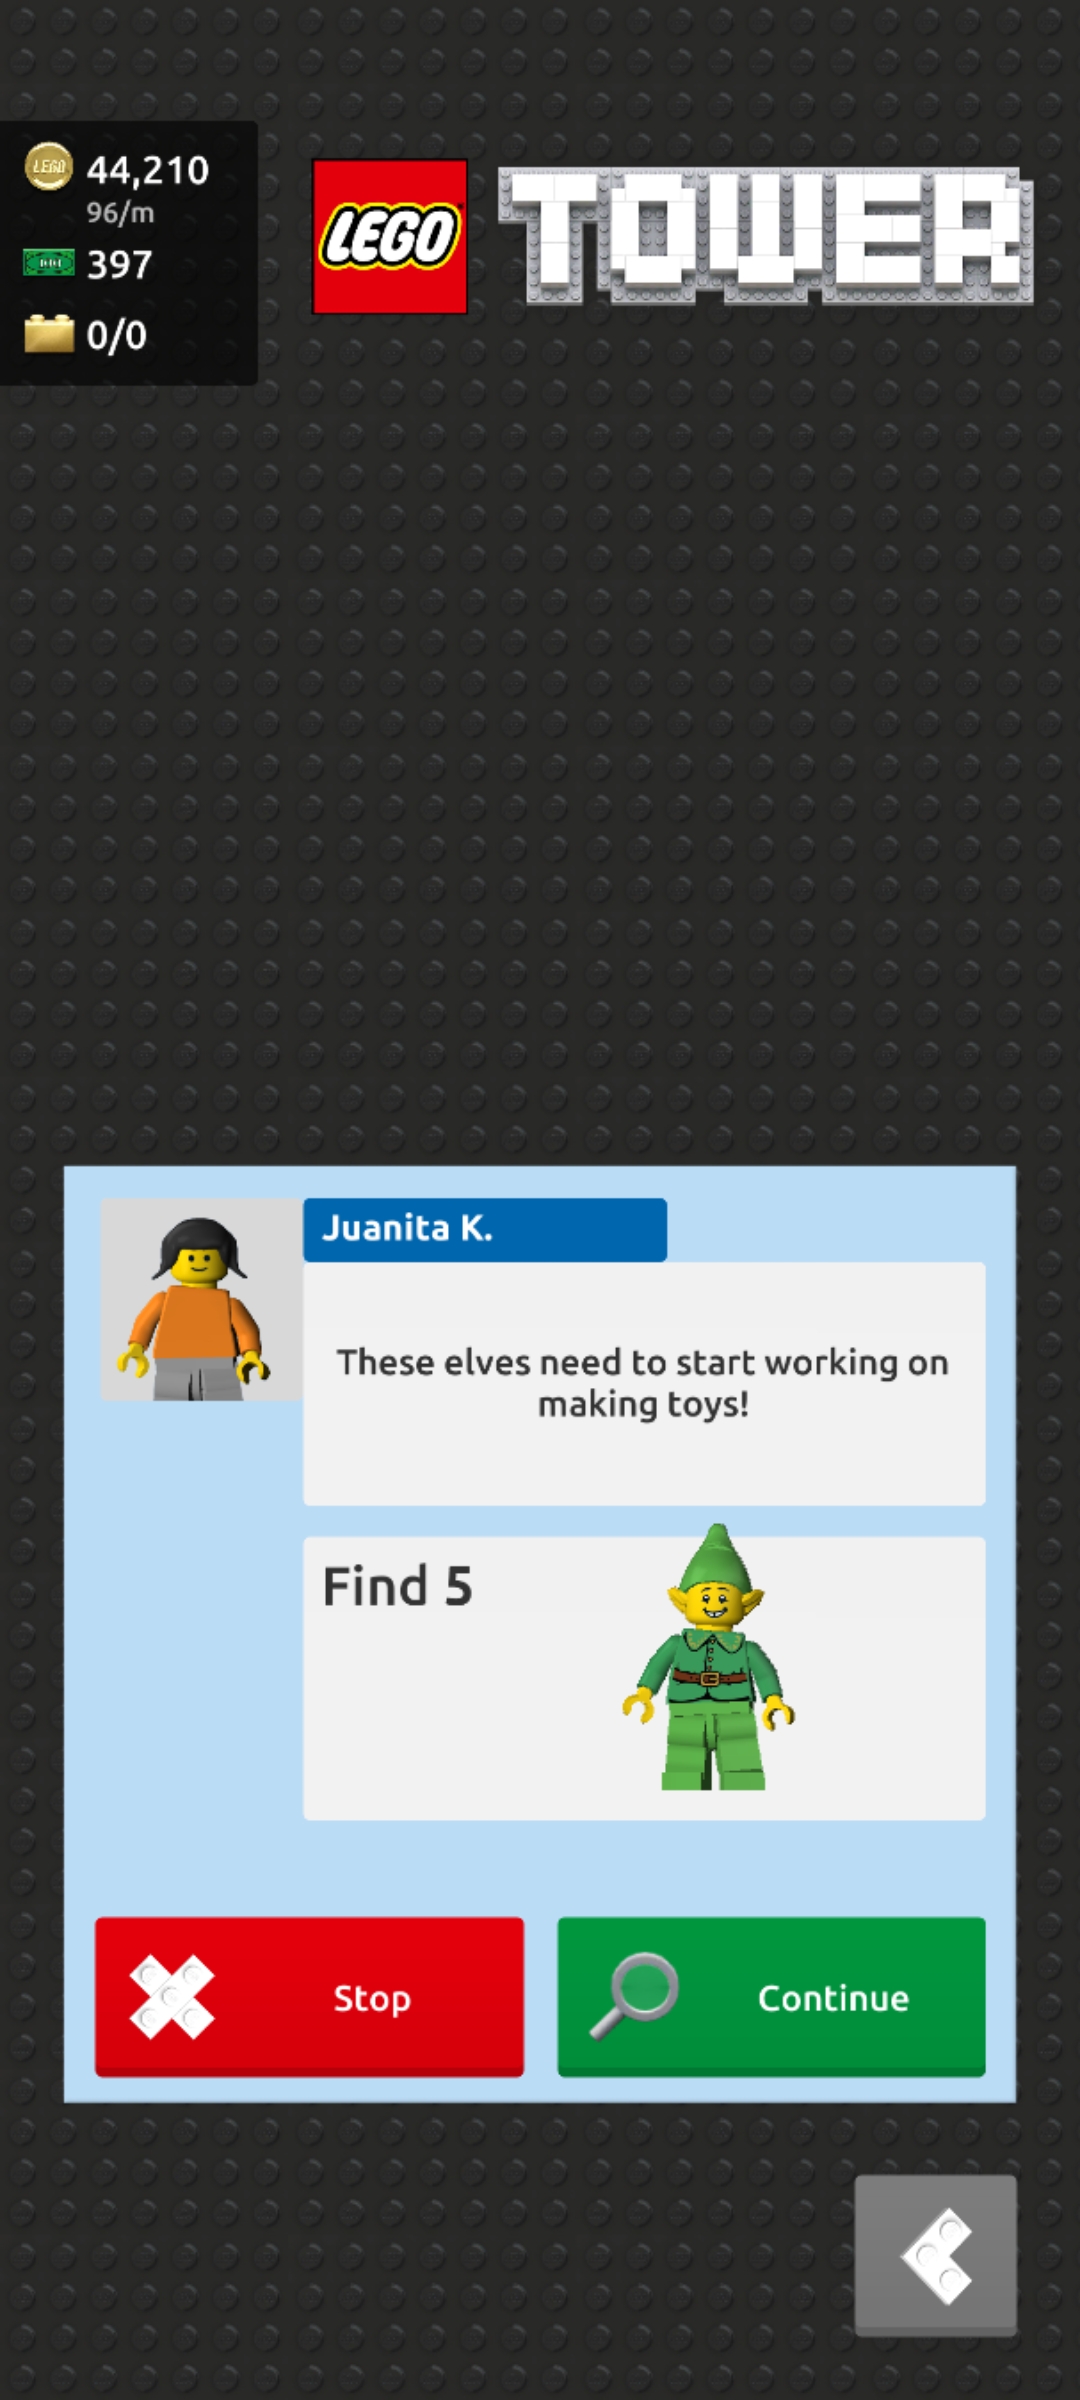 LEGO
44,210
96/m
397
0/0
LEGO
TOWER
Juanita K.
These elves need to start working on
making toys!
Find 5
Stop
Continue